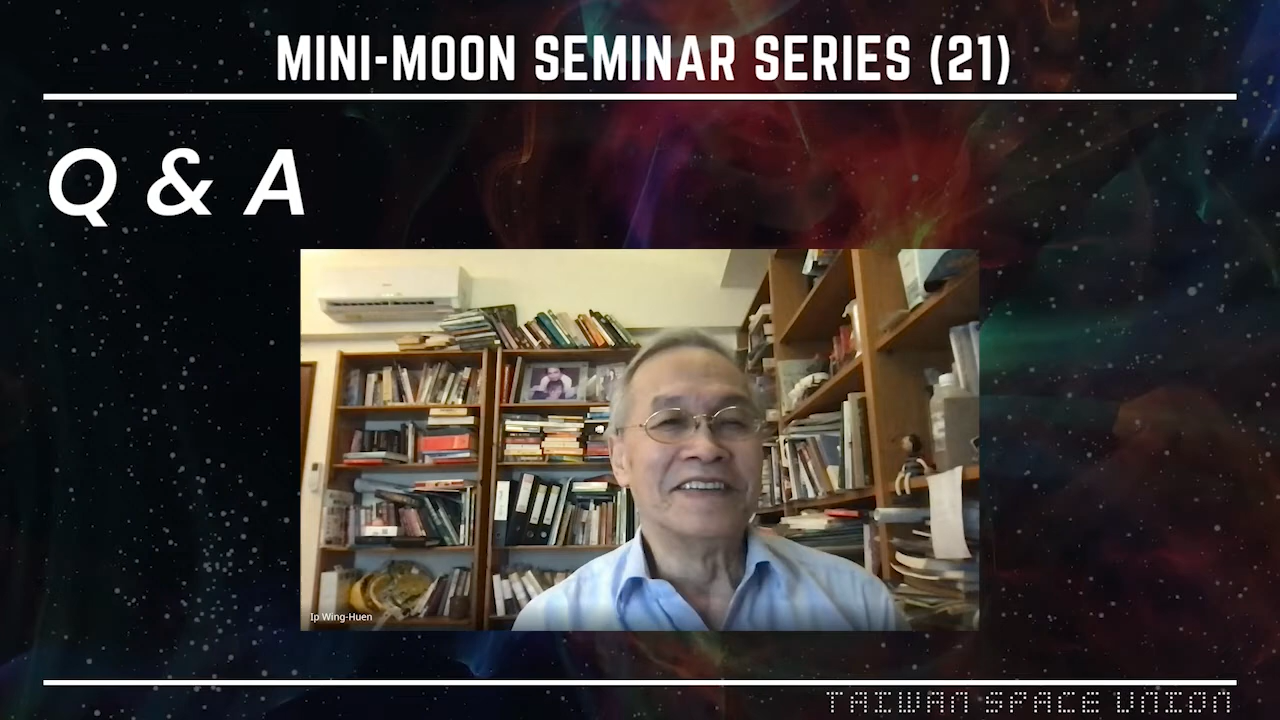 MINI-MOON SEMINAR SERIES (21)
Q & A
Ip Wing-Huen
TAIWAN SPACE UNION